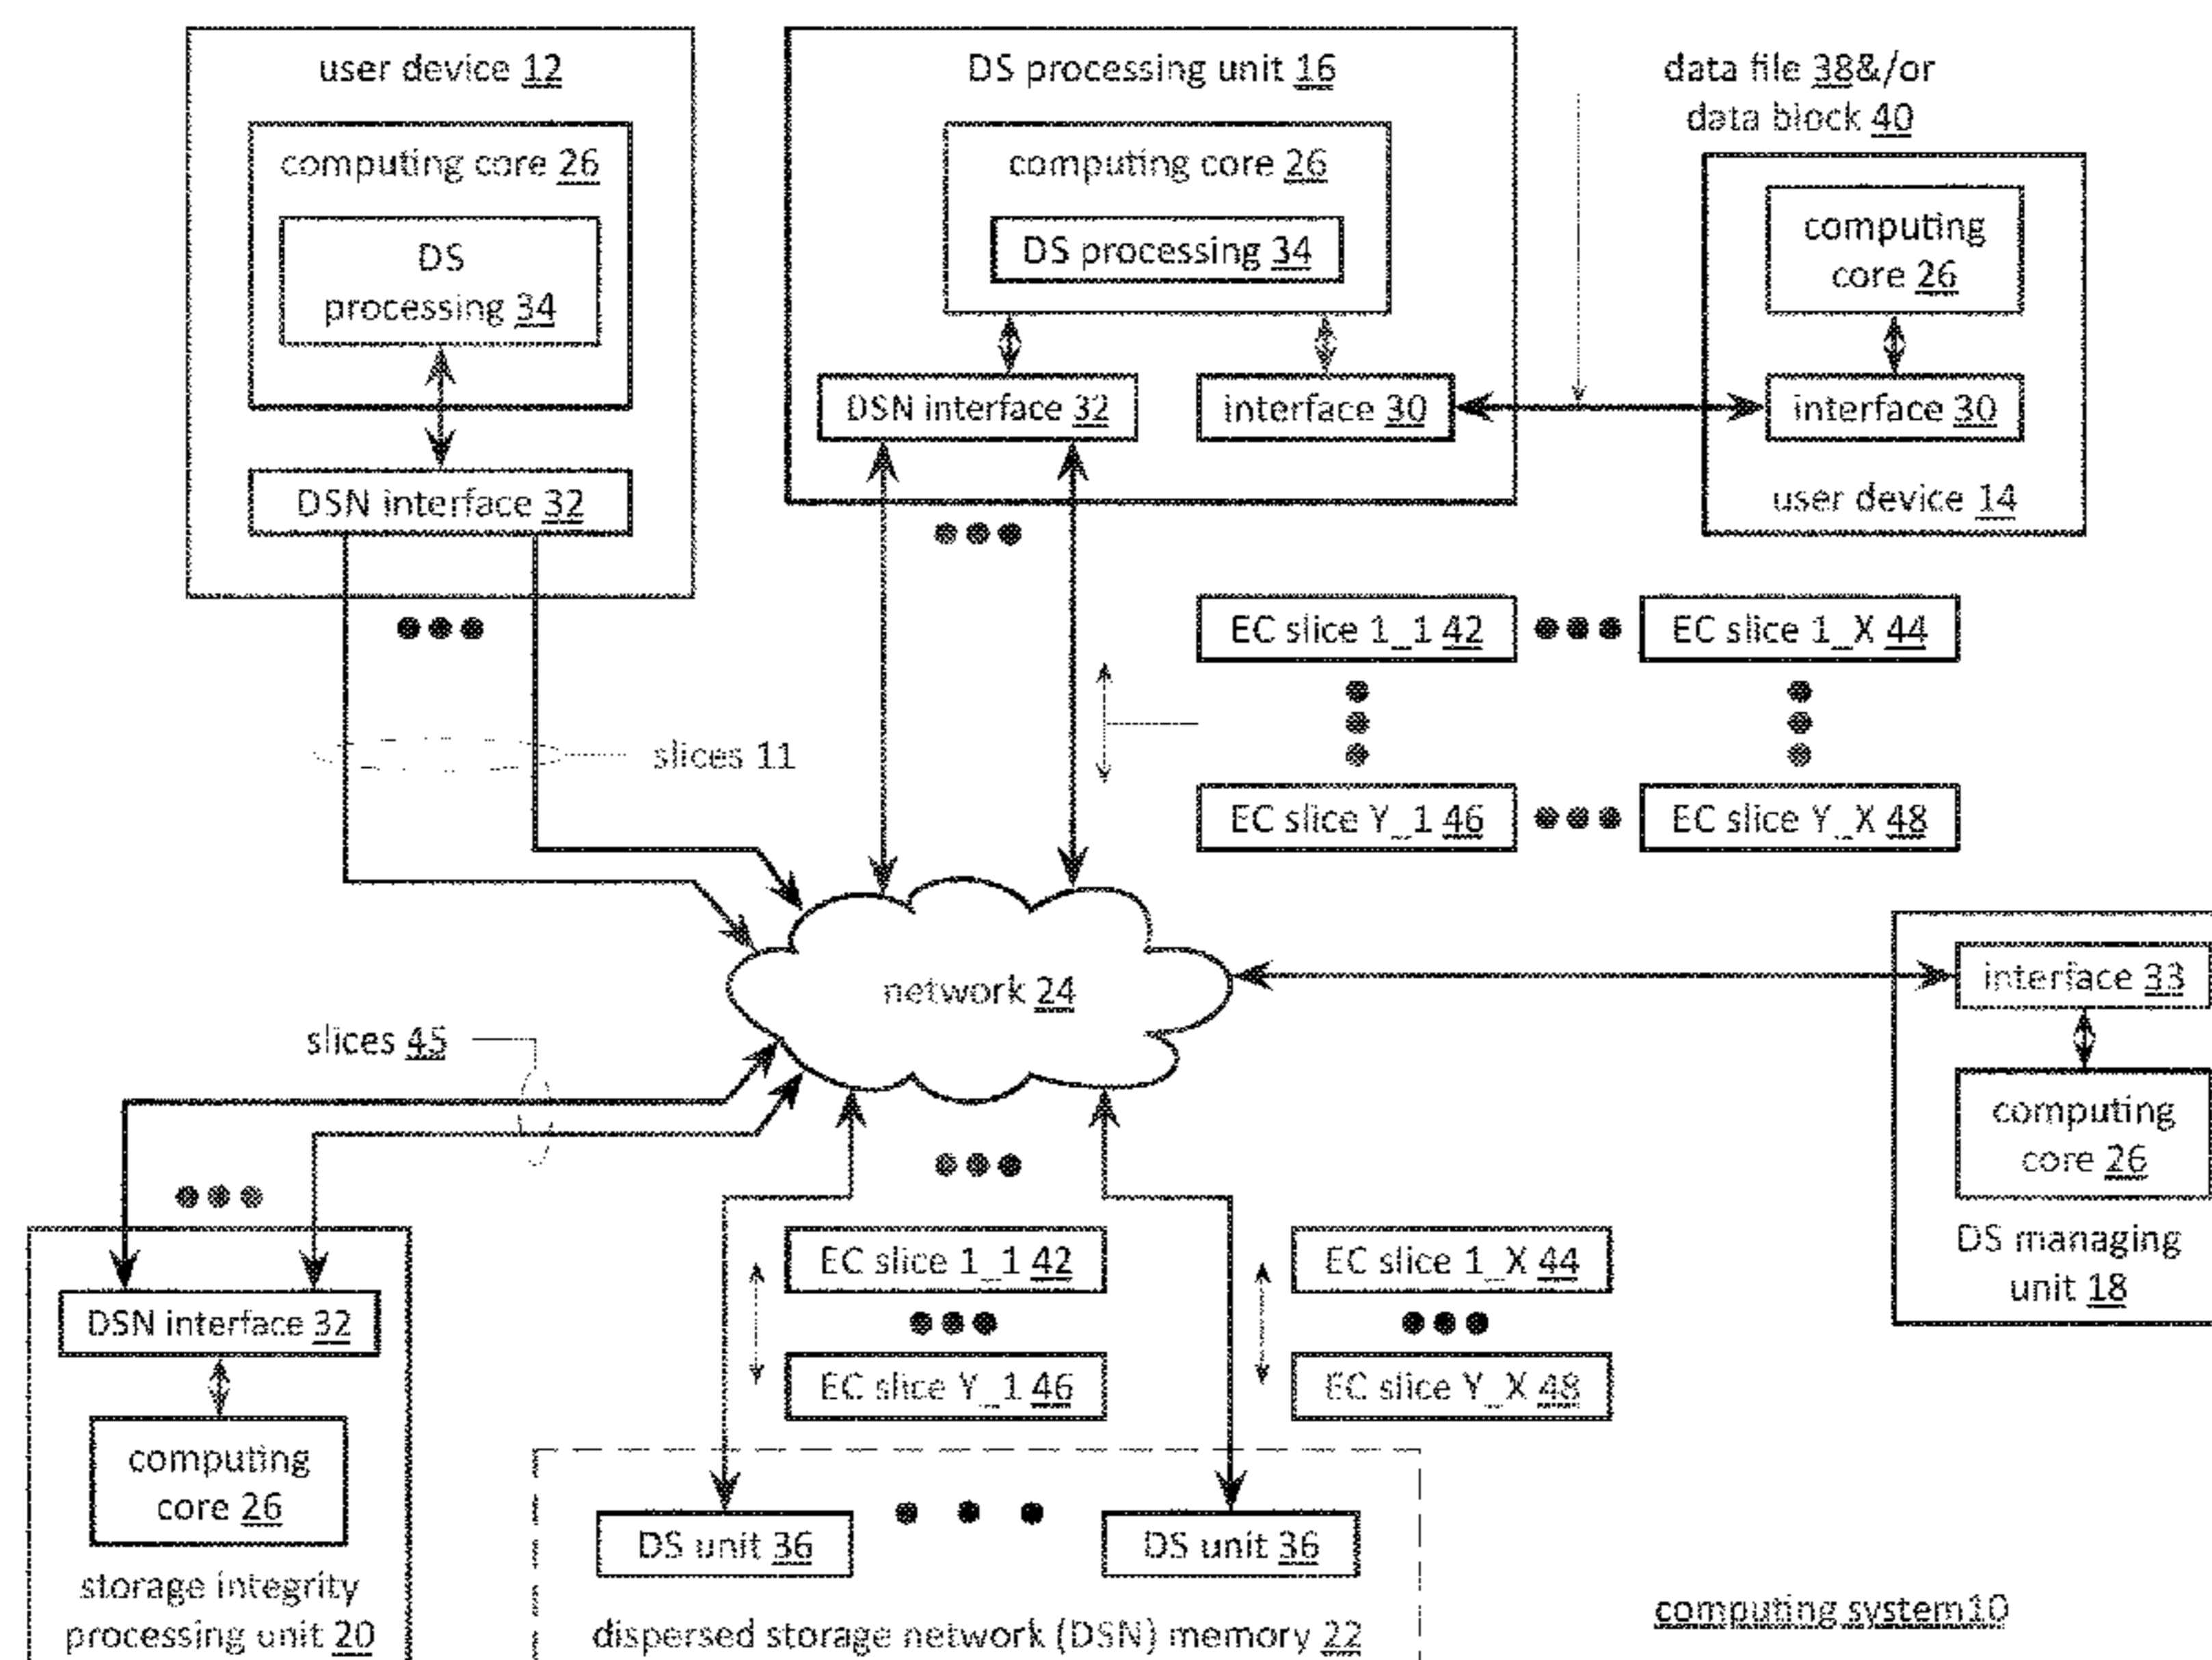 user device 12
computing core 26
DS
processing 34
DSN interface 32
DS processing unit 16
computing core 26
DS processing 34
DSN interface 32
interface 30
data file 38&/or
data block 40
computing
core 26
interface 30
user device 14
EC slice 1_1 42
EC slice 1_X 44
EC slice Y_1 46
EC slice Y_X 48
slices 11
network 24
interface 33
computing
core 26
DS managing
unit 18
slices 45
DSN interface 32
computing
core 26
storage integrity
processing unit 20
EC slice 1_1 42
EC slice Y_1 46
EC slice 1_X 44
EC slice Y_X 48
DS unit 36
DS unit 36
dispersed storage network (DSN) memory 22
computing system10